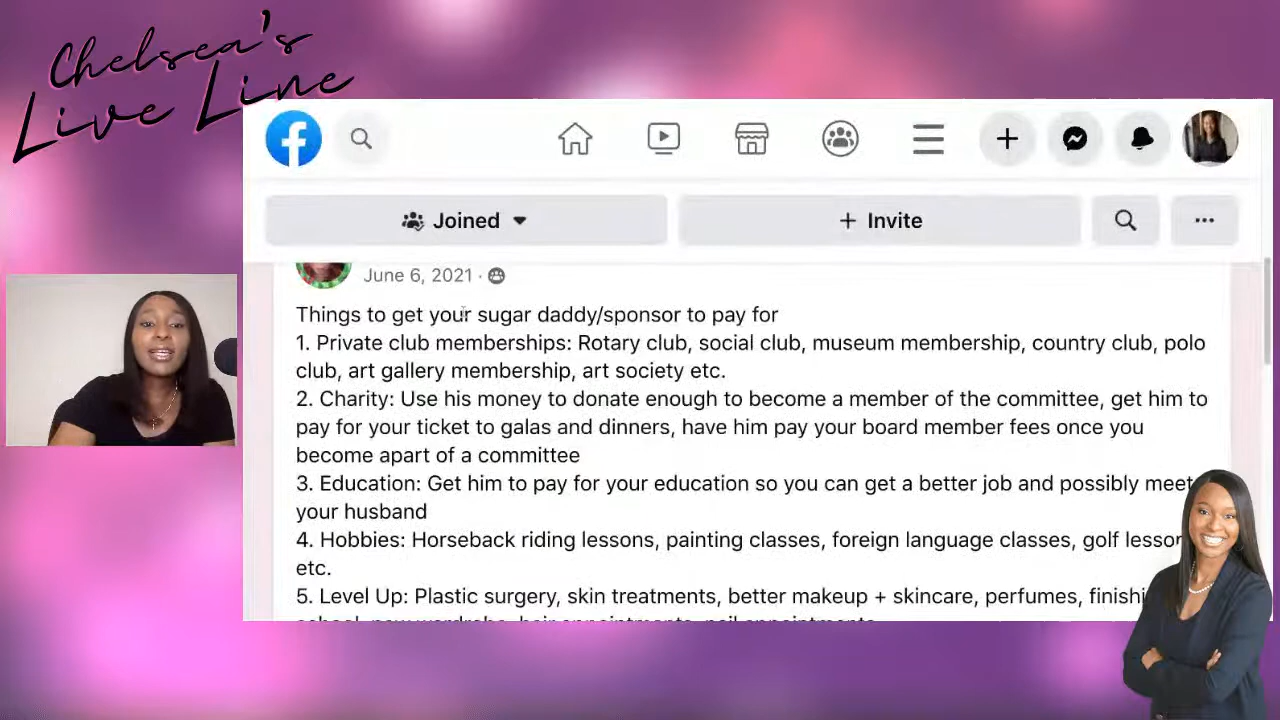 Chelsea's
Live Line
Joined
+ Invite
June 6, 2021 ·
Things to get your sugar daddy/sponsor to pay for
1. Private club memberships: Rotary club, social club, museum membership, country club, polo
club, art gallery membership, art society etc.
2. Charity: Use his money to donate enough to become a member of the committee, get him to
pay for your ticket to galas and dinners, have him pay your board member fees once you
become apart of a committee
3. Education: Get him to pay for your education so you can get a better job and possibly meet
your husband
4. Hobbies: Horseback riding lessons, painting classes, foreign language classes, golf
etc.
5. Level Up: Plastic surgery, skin treatments, better makeup + skincare, perfumes,